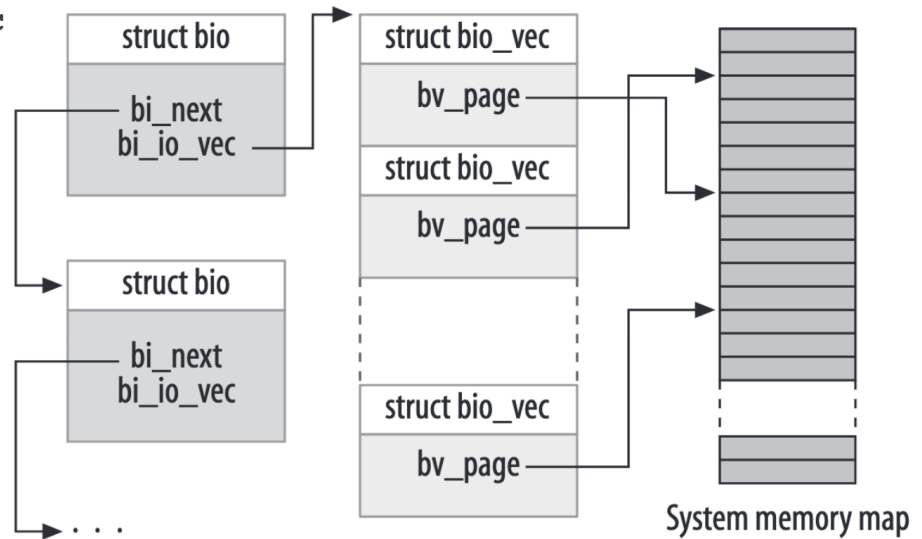 struct bio
bi_next
bi_io_vec
struct bio
bi_next
bi_io_vec
. . .
struct bio_vec
bv_page
struct bio_vec
bv_page
struct bio_vec
bv_page
System memory map